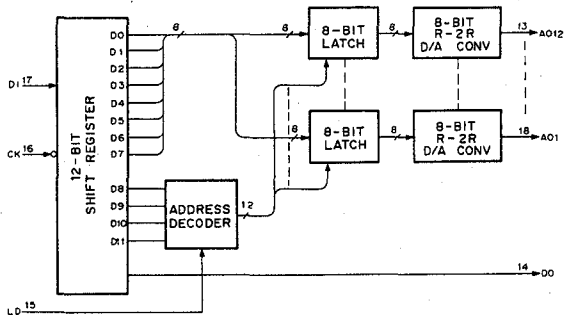 DI 17
CK 16
LD 15
12-BIT
SHIFT REGISTER
D0
D1
D2
D3
D4
D5
D6
D7
D8
D9
D10
D11
8
8
8
ADDRESS
DECODER
12
8-BIT
LATCH
8
8-BIT
R-2R
D/A CONV
13
AO12
8-BIT
LATCH
8
8-BIT
R-2R
D/A CONV
18
AO1
14
DO